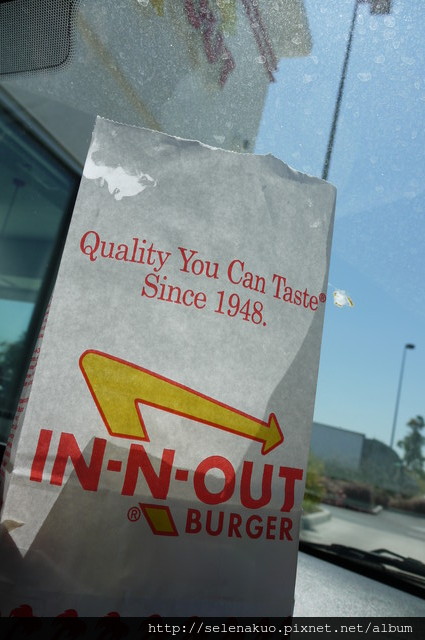 Quality You Can Taste®
Since 1948.
IN-N-OUT
® BURGER
http://selenakuo.pixnet.net/album